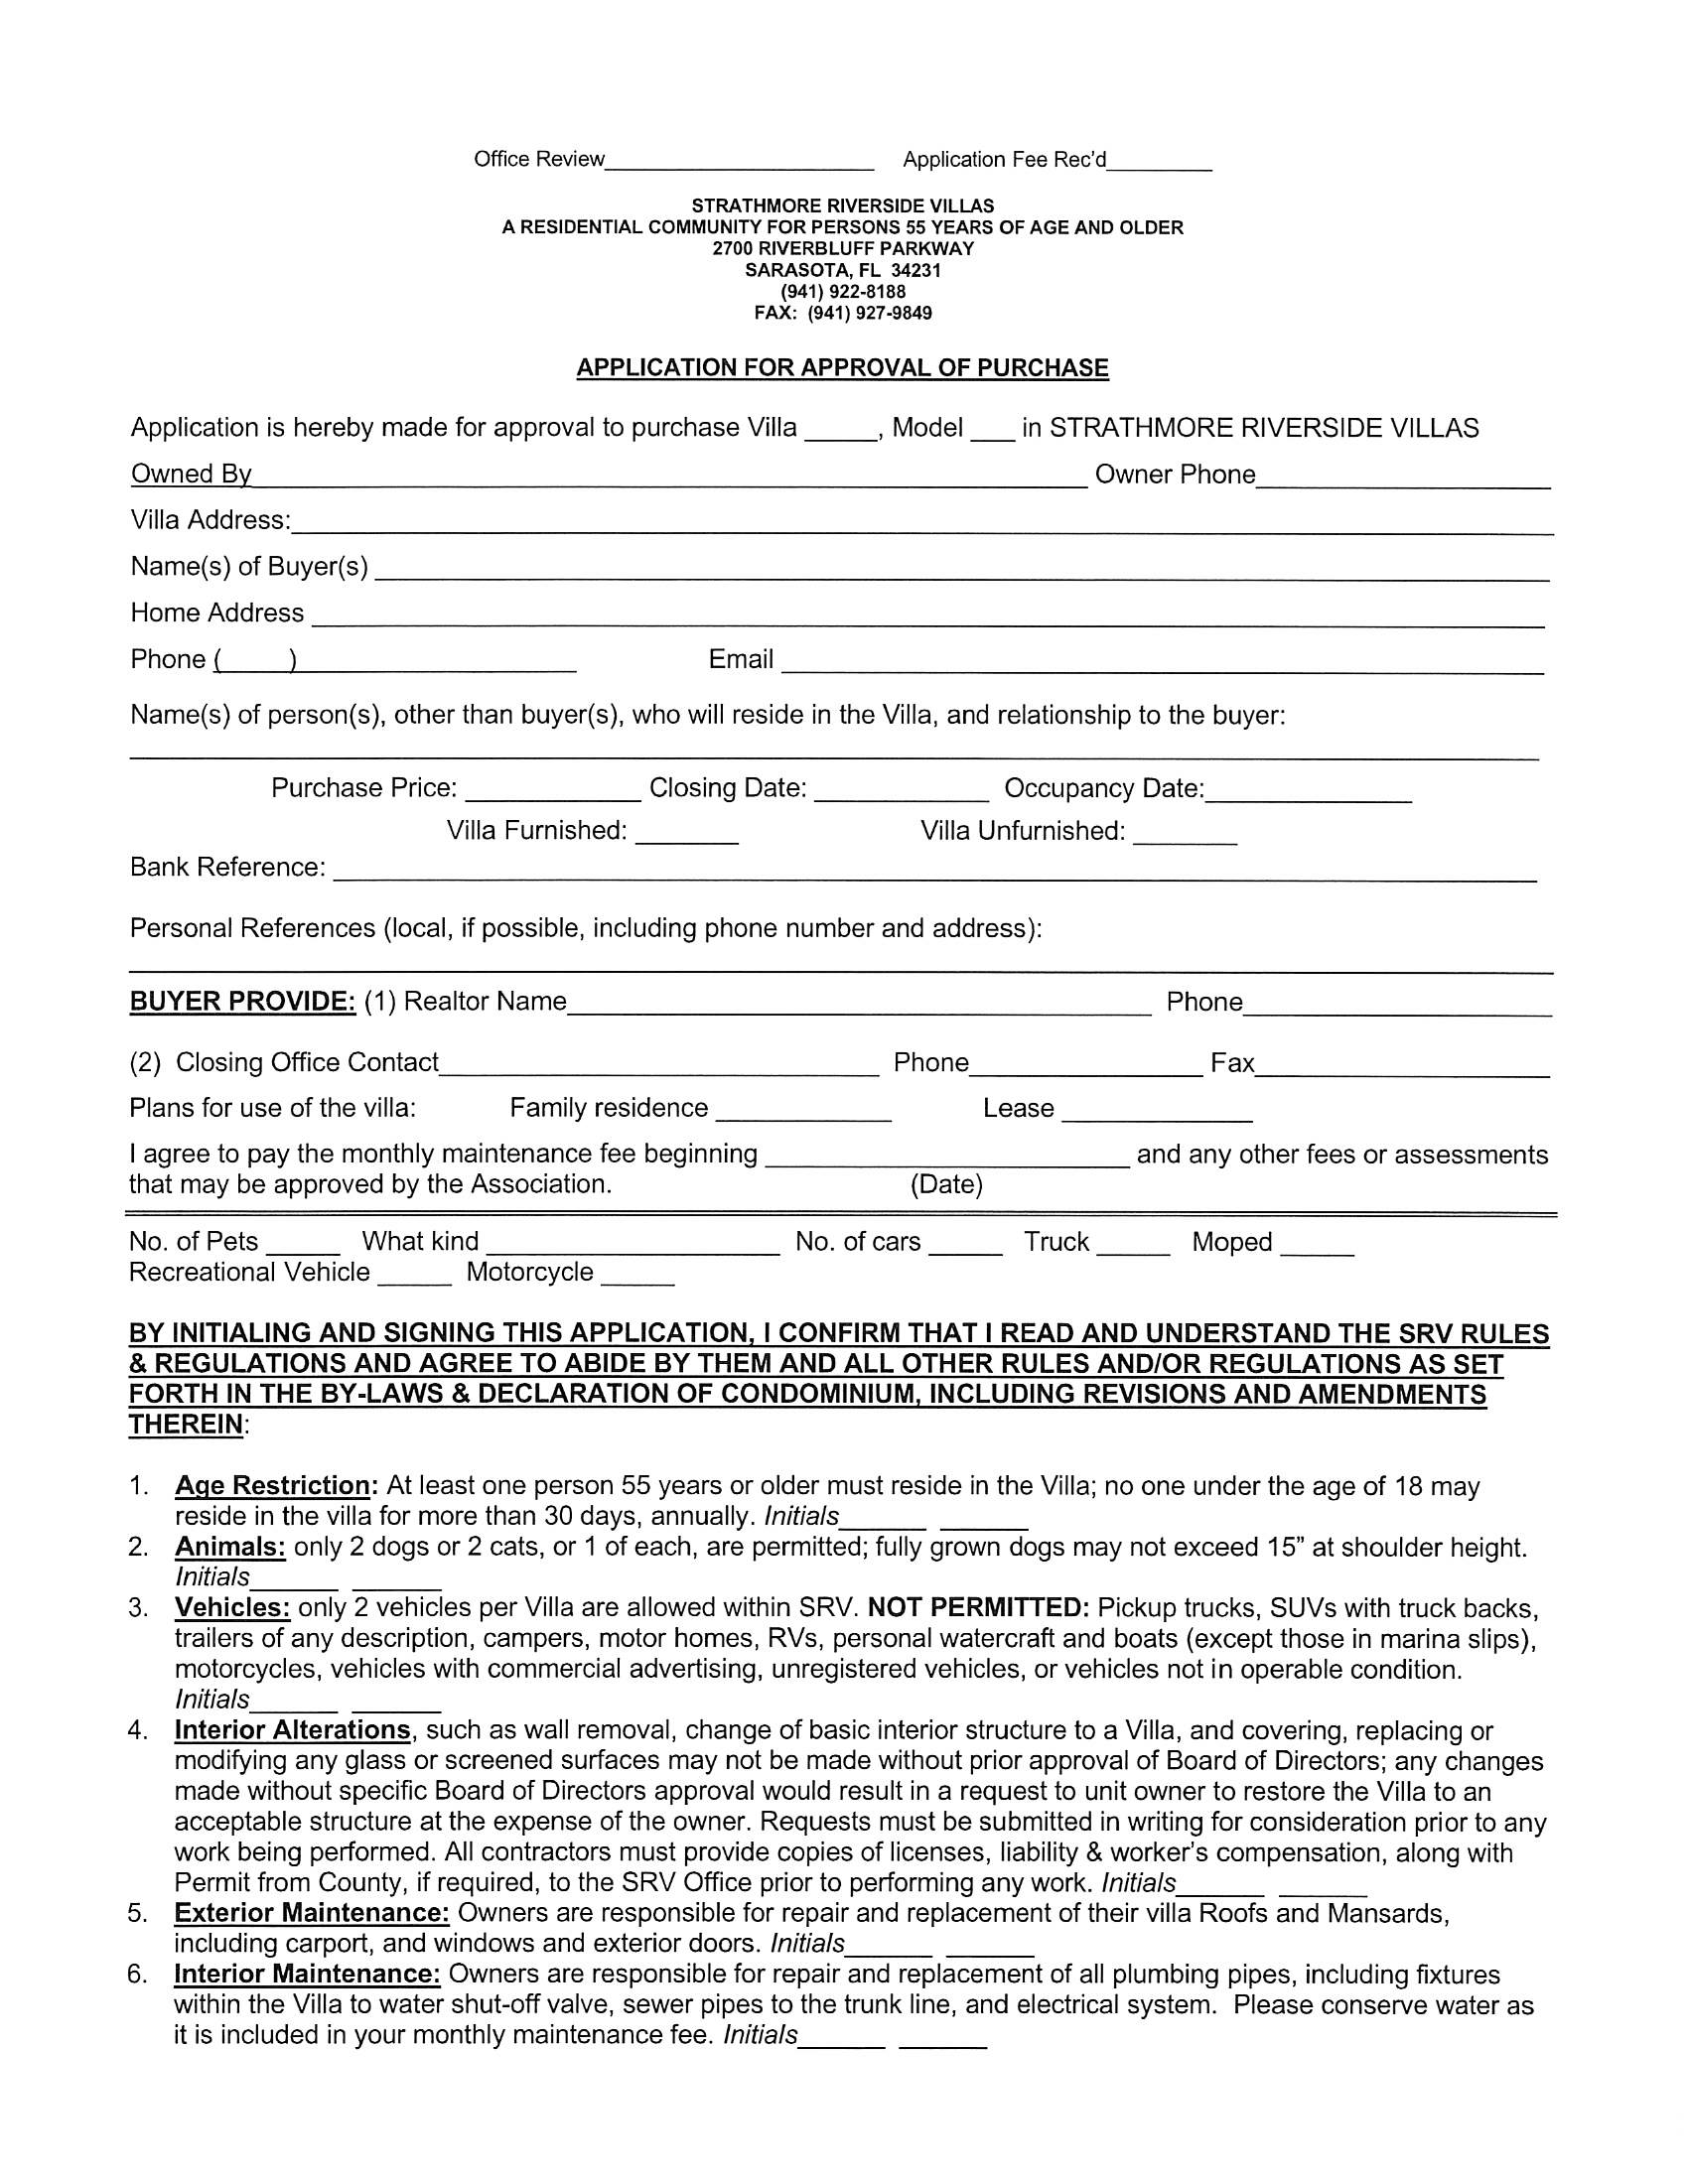 Office Review____________________ Application Fee Rec'd________
STRATHMORE RIVERSIDE VILLAS
A RESIDENTIAL COMMUNITY FOR PERSONS 55 YEARS OF AGE AND OLDER
2700 RIVERBLUFF PARKWAY
SARASOTA, FL 34231
(941) 922-8188
FAX: (941) 927-9849
APPLICATION FOR APPROVAL OF PURCHASE
Application is hereby made for approval to purchase Villa _____, Model ___ in STRATHMORE RIVERSIDE VILLAS
Owned By_________________________ Owner Phone____________________
Villa Address:____________________
Name(s) of Buyer(s) ____________________
Home Address ____________________
Phone (_____)___________________ Email ____________________
Name(s) of person(s), other than buyer(s), who will reside in the Villa, and relationship to the buyer:
Purchase Price: ____________ Closing Date: ____________ Occupancy Date:______________
Villa Furnished: _______ Villa Unfurnished: _______
Bank Reference: ____________________
Personal References (local, if possible, including phone number and address):
BUYER PROVIDE: (1) Realtor Name____________________ Phone____________________
(2) Closing Office Contact____________________ Phone________________ Fax____________________
Plans for use of the villa: Family residence ____________ Lease _____________
I agree to pay the monthly maintenance fee beginning _________________________ and any other fees or assessments
that may be approved by the Association. (Date)
No. of Pets _____ What kind ____________________ No. of cars _____ Truck _____ Moped _____
Recreational Vehicle _____ Motorcycle _____
BY INITIALING AND SIGNING THIS APPLICATION, I CONFIRM THAT I READ AND UNDERSTAND THE SRV RULES
& REGULATIONS AND AGREE TO ABIDE BY THEM AND ALL OTHER RULES AND/OR REGULATIONS AS SET
FORTH IN THE BY-LAWS & DECLARATION OF CONDOMINIUM, INCLUDING REVISIONS AND AMENDMENTS
THEREIN:
1. Age Restriction: At least one person 55 years or older must reside in the Villa; no one under the age of 18 may
reside in the villa for more than 30 days, annually. Initials______ ______
2. Animals: only 2 dogs or 2 cats, or 1 of each, are permitted; fully grown dogs may not exceed 15” at shoulder height.
Initials______ ______
3. Vehicles: only 2 vehicles per Villa are allowed within SRV. NOT PERMITTED: Pickup trucks, SUVs with truck backs,
trailers of any description, campers, motor homes, RVs, personal watercraft and boats (except those in marina slips),
motorcycles, vehicles with commercial advertising, unregistered vehicles, or vehicles not in operable condition.
Initials______ ______
4. Interior Alterations, such as wall removal, change of basic interior structure to a Villa, and covering, replacing or
modifying any glass or screened surfaces may not be made without prior approval of Board of Directors; any changes
made without specific Board of Directors approval would result in a request to unit owner to restore the Villa to an
acceptable structure at the expense of the owner. Requests must be submitted in writing for consideration prior to any
work being performed. All contractors must provide copies of licenses, liability & worker's compensation, along with
Permit from County, if required, to the SRV Office prior to performing any work. Initials______ ______
5. Exterior Maintenance: Owners are responsible for repair and replacement of their villa Roofs and Mansards,
including carport, and windows and exterior doors. Initials______ ______
6. Interior Maintenance: Owners are responsible for repair and replacement of all plumbing pipes, including fixtures
within the Villa to water shut-off valve, sewer pipes to the trunk line, and electrical system. Please conserve water as
it is included in your monthly maintenance fee. Initials______ ______